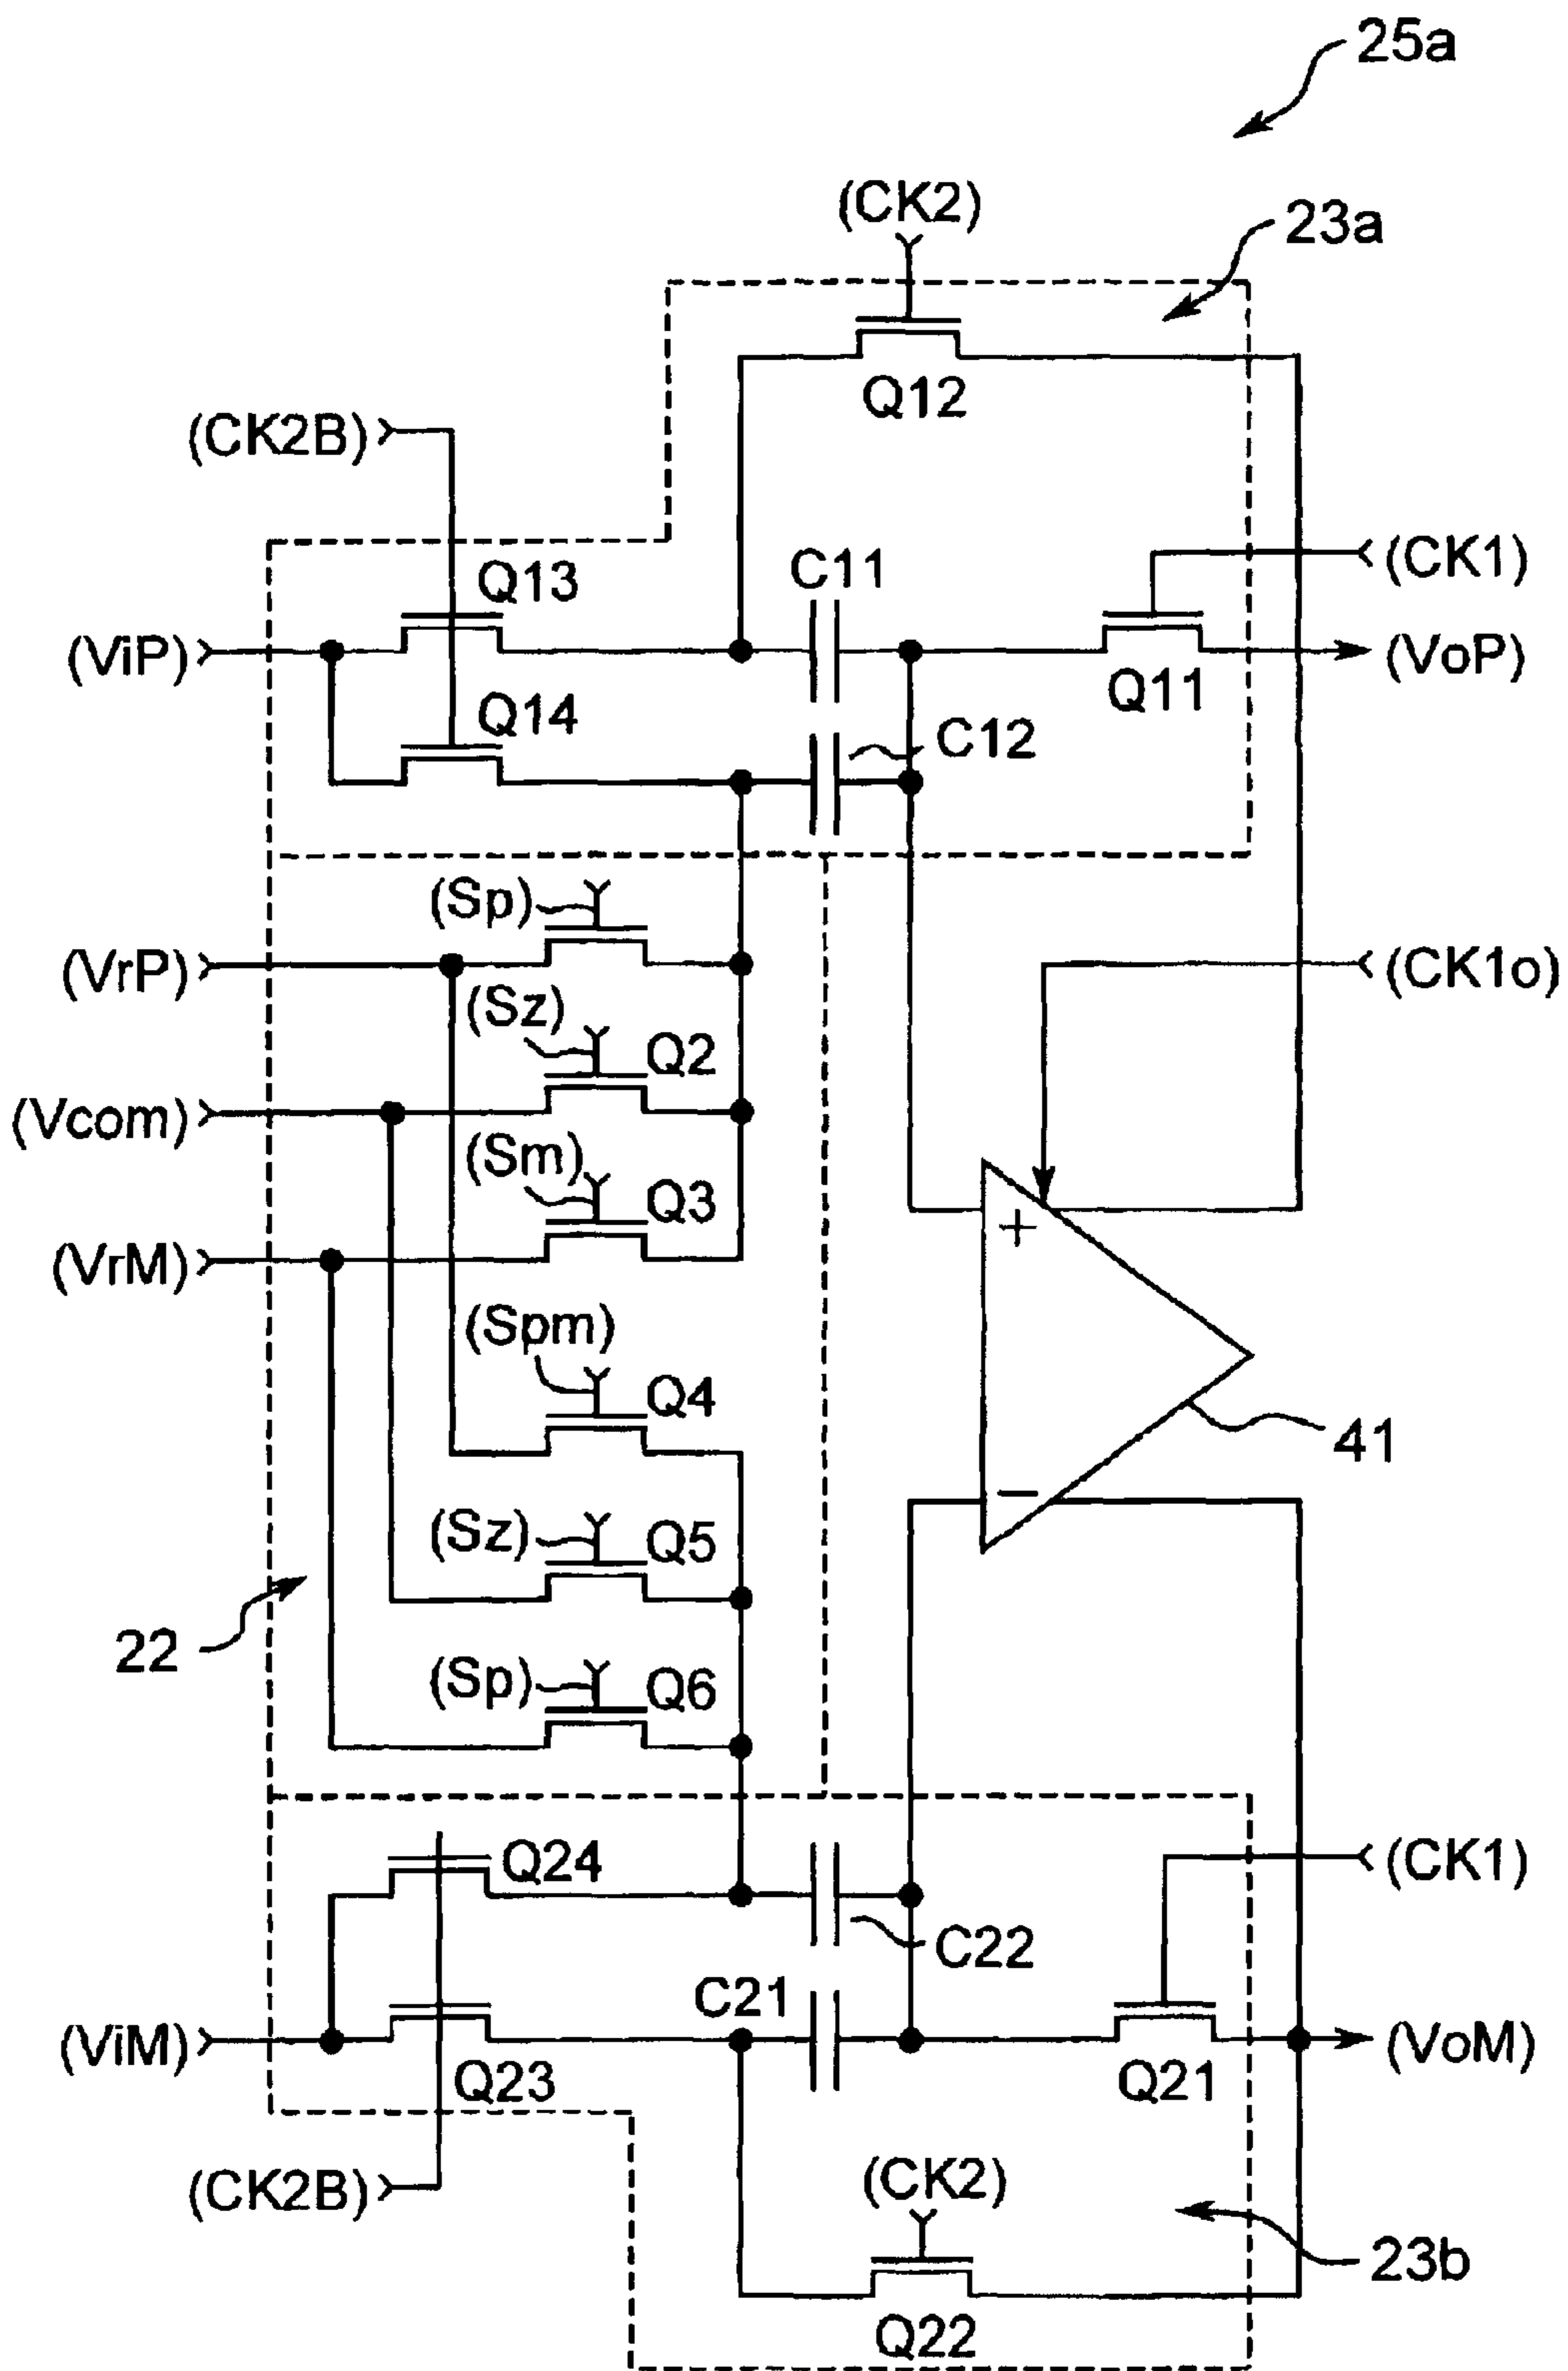 25a
(CK2)
23a
Q12
(CK2B)
C11
(CK1)
Q13
(ViP)
(VoP)
Q11
Q14
C12
(Sp)
(VrP)
(CK1o)
(Sz)
Q2
(Vcom)
(Sm)
Q3
+
(VrM)
(Spm)
Q4
41
−
(Sz)
Q5
22
(Sp)
Q6
Q24
(CK1)
C22
C21
(ViM)
(VoM)
Q23
Q21
(CK2B)
(CK2)
23b
Q22